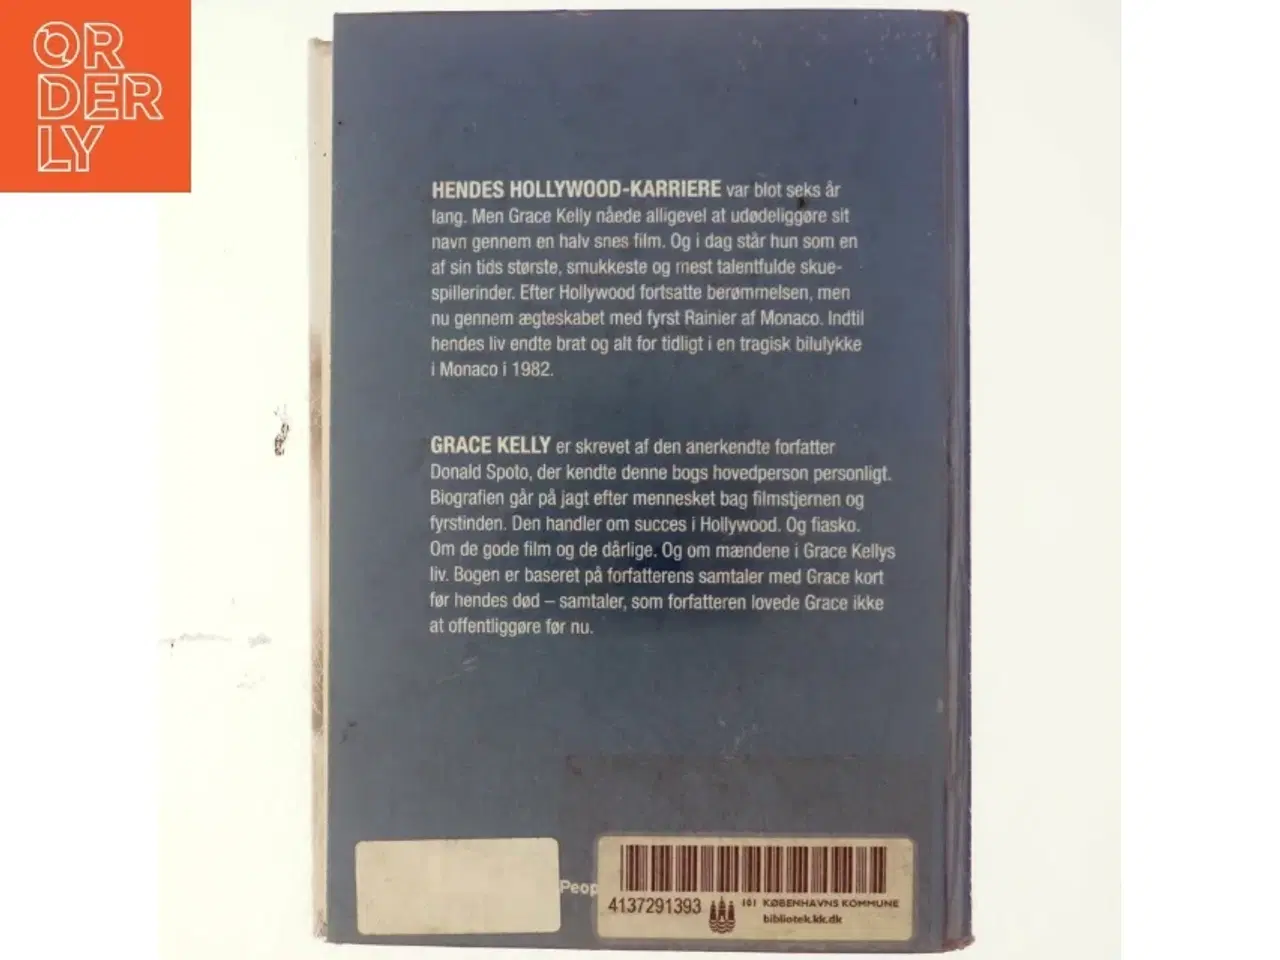 ORDERLY
HENDES HOLLYWOOD-KARRIERE var blot seks år
lang. Men Grace Kelly nåede alligevel at udødeliggøre sit
navn gennem en halv snes film. Og i dag står hun som en
af sin tids største, smukkeste og mest talentfulde skue-
spillerinder. Efter Hollywood fortsatte berømmelsen, men
nu gennem ægteskabet med fyrst Rainier af Monaco. Indtil
hendes liv endte brat og alt for tidligt i en tragisk bilulykke
i Monaco i 1982.
GRACE KELLY er skrevet af den anerkendte forfatter
Donald Spoto, der kendte denne bogs hovedperson personligt.
Biografien går på jagt efter mennesket bag filmstjernen og
fyrstinden. Den handler om succes i Hollywood. Og fiasko.
Om de gode film og de dårlige. Og om mændene i Grace Kellys
liv. Bogen er baseret på forfatterens samtaler med Grace kort
før hendes død – samtaler, som forfatteren lovede Grace ikke
at offentliggøre før nu.
Peop
4137291393
101 KØBENHAVNS KOMMUNE
bibliotek.kk.dk